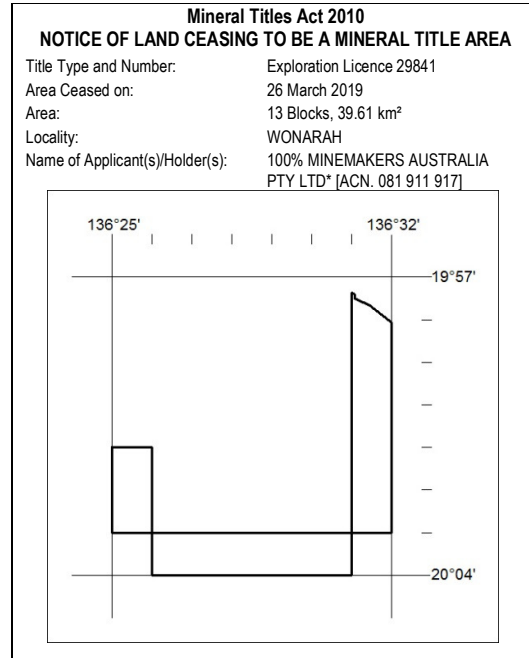 Mineral Titles Act 2010
NOTICE OF LAND CEASING TO BE A MINERAL TITLE AREA
Title Type and Number: Exploration Licence 29841
Area Ceased on: 26 March 2019
Area: 13 Blocks, 39.61 km²
Locality: WONARAH
Name of Applicant(s)/Holder(s): 100% MINEMAKERS AUSTRALIA
PTY LTD* [ACN. 081 911 917]
136°25' 136°32'
19°57'
20°04'